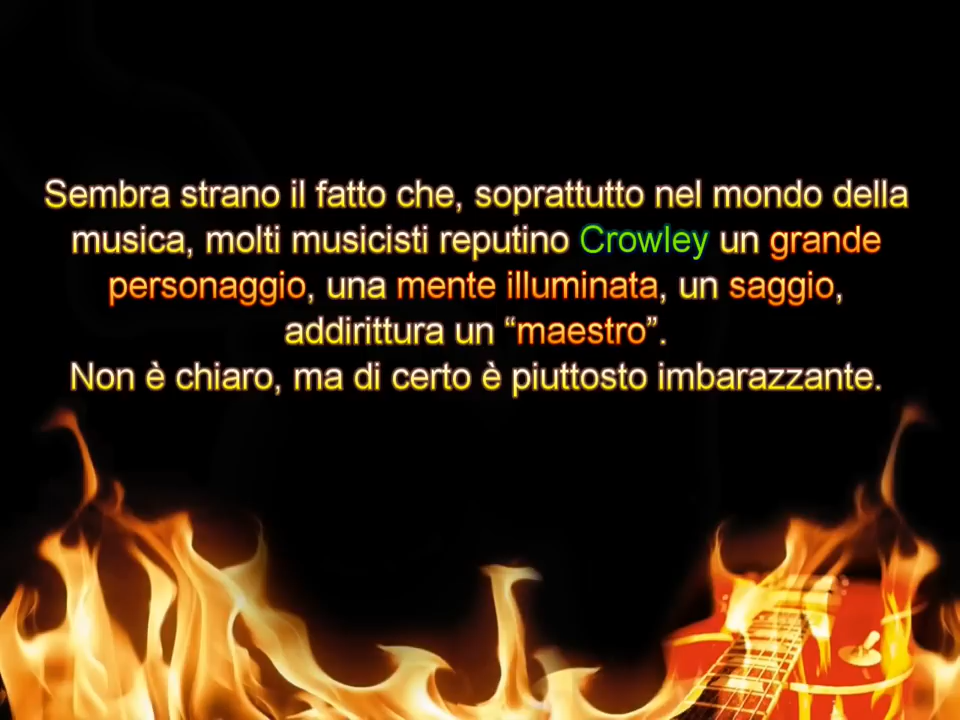 Sembra strano il fatto che, soprattutto nel mondo della
musica, molti musicisti reputino Crowley un grande
personaggio, una mente illuminata, un saggio,
addirittura un “maestro”.
Non è chiaro, ma di certo è piuttosto imbarazzante.